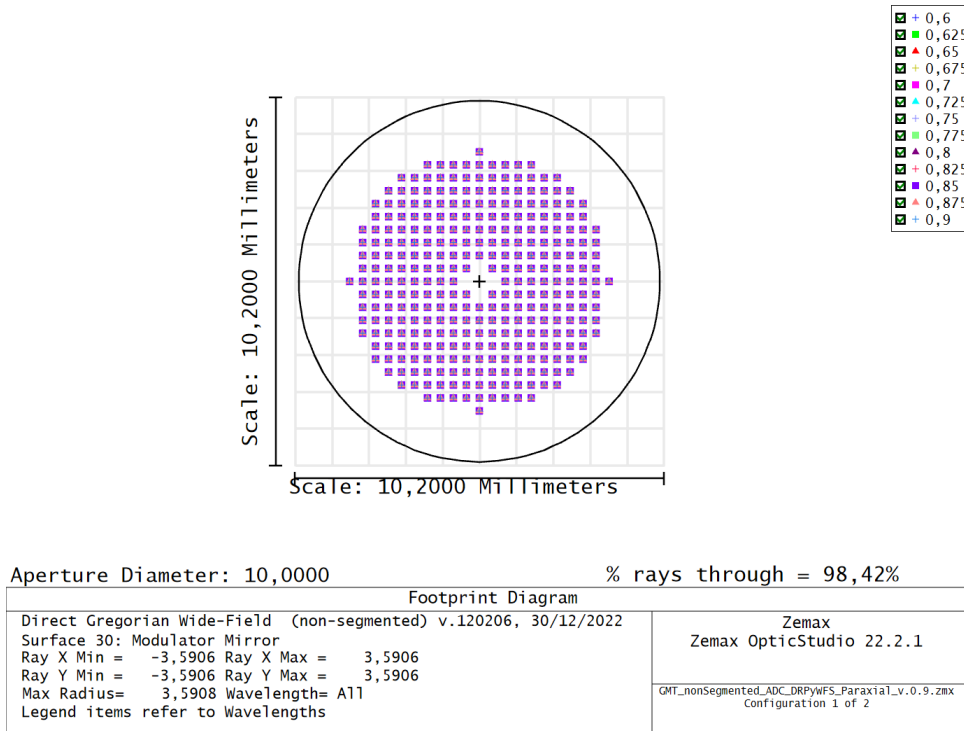 0,6
0,625
0,65
0,675
0,7
0,725
0,75
0,775
0,8
0,825
0,85
0,875
0,9
Scale: 10,2000 Millimeters
Scale: 10,2000 Millimeters
Aperture Diameter: 10,0000
% rays through = 98,42%
Footprint Diagram
Direct Gregorian Wide-Field (non-segmented) v.120206, 30/12/2022
Surface 30: Modulator Mirror
Ray X Min = -3,5906 Ray X Max = 3,5906
Ray Y Min = -3,5906 Ray Y Max = 3,5906
Max Radius= 3,5908 Wavelength= All
Legend items refer to Wavelengths
Zemax
Zemax OpticStudio 22.2.1
GMT_nonSegmented_ADC_DRPyWFS_Paraxial_v.0.9.zmx
Configuration 1 of 2